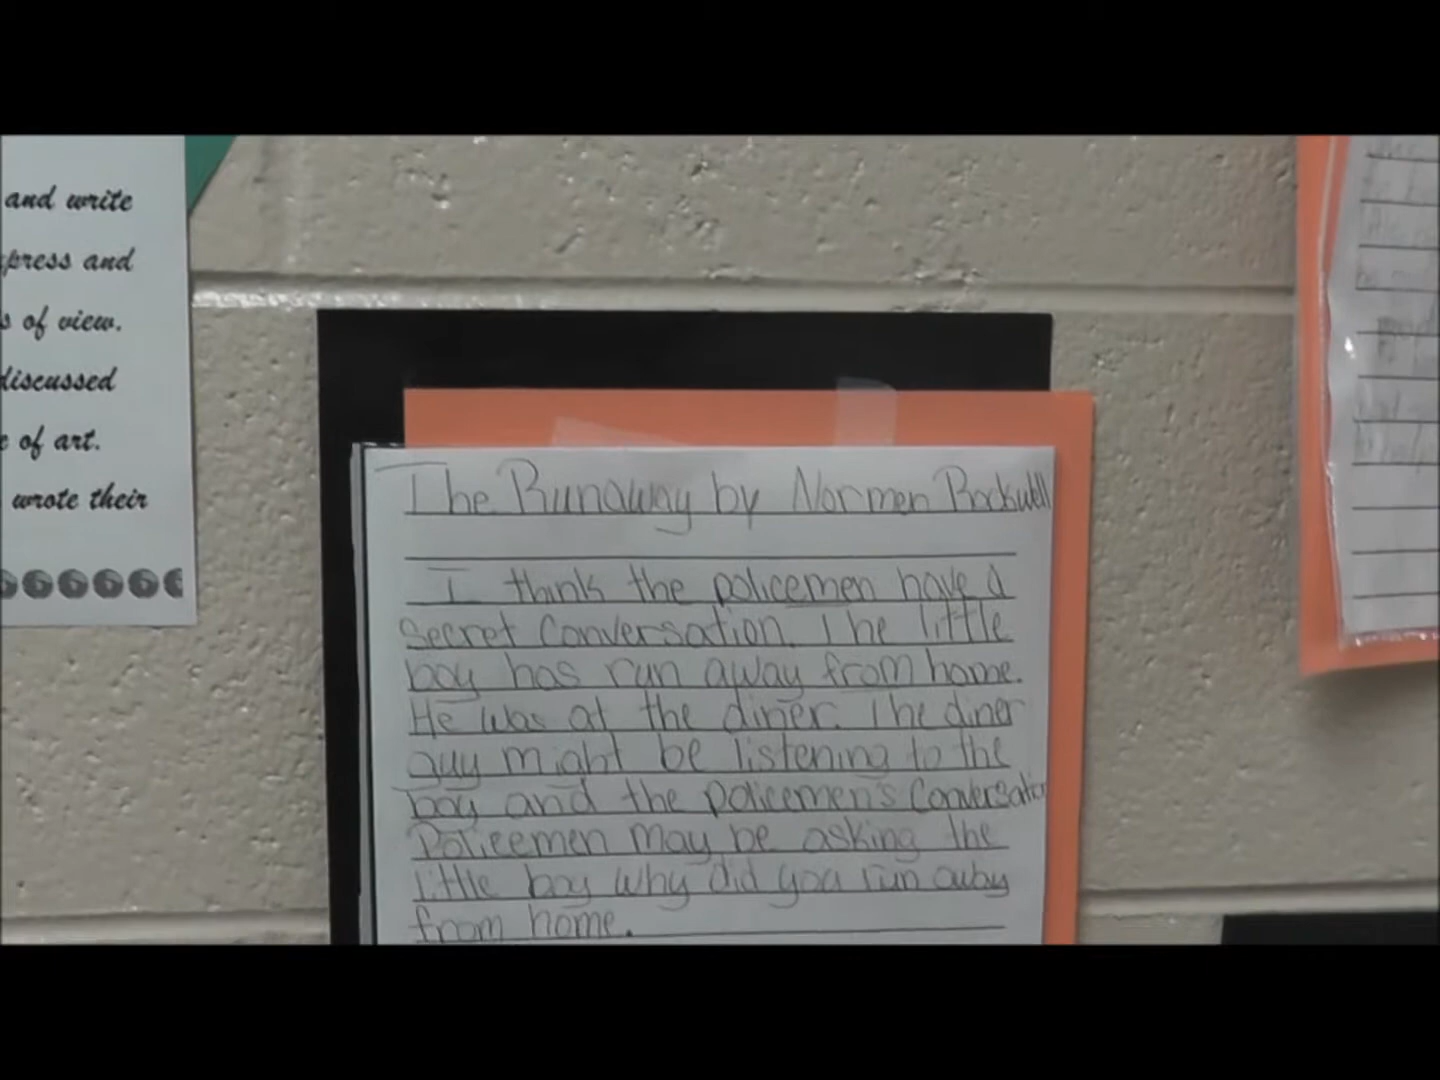 and write
press and
of view.
discussed
of art.
wrote their
The Runaway by Normen Rockwell
I think the policemen have a
secret conversation. The little
boy has run away from home.
He was at the diner. The diner
guy might be listening to the
boy and the policemen's conversation
Policemen may be asking the
little boy why did you run away
from home.